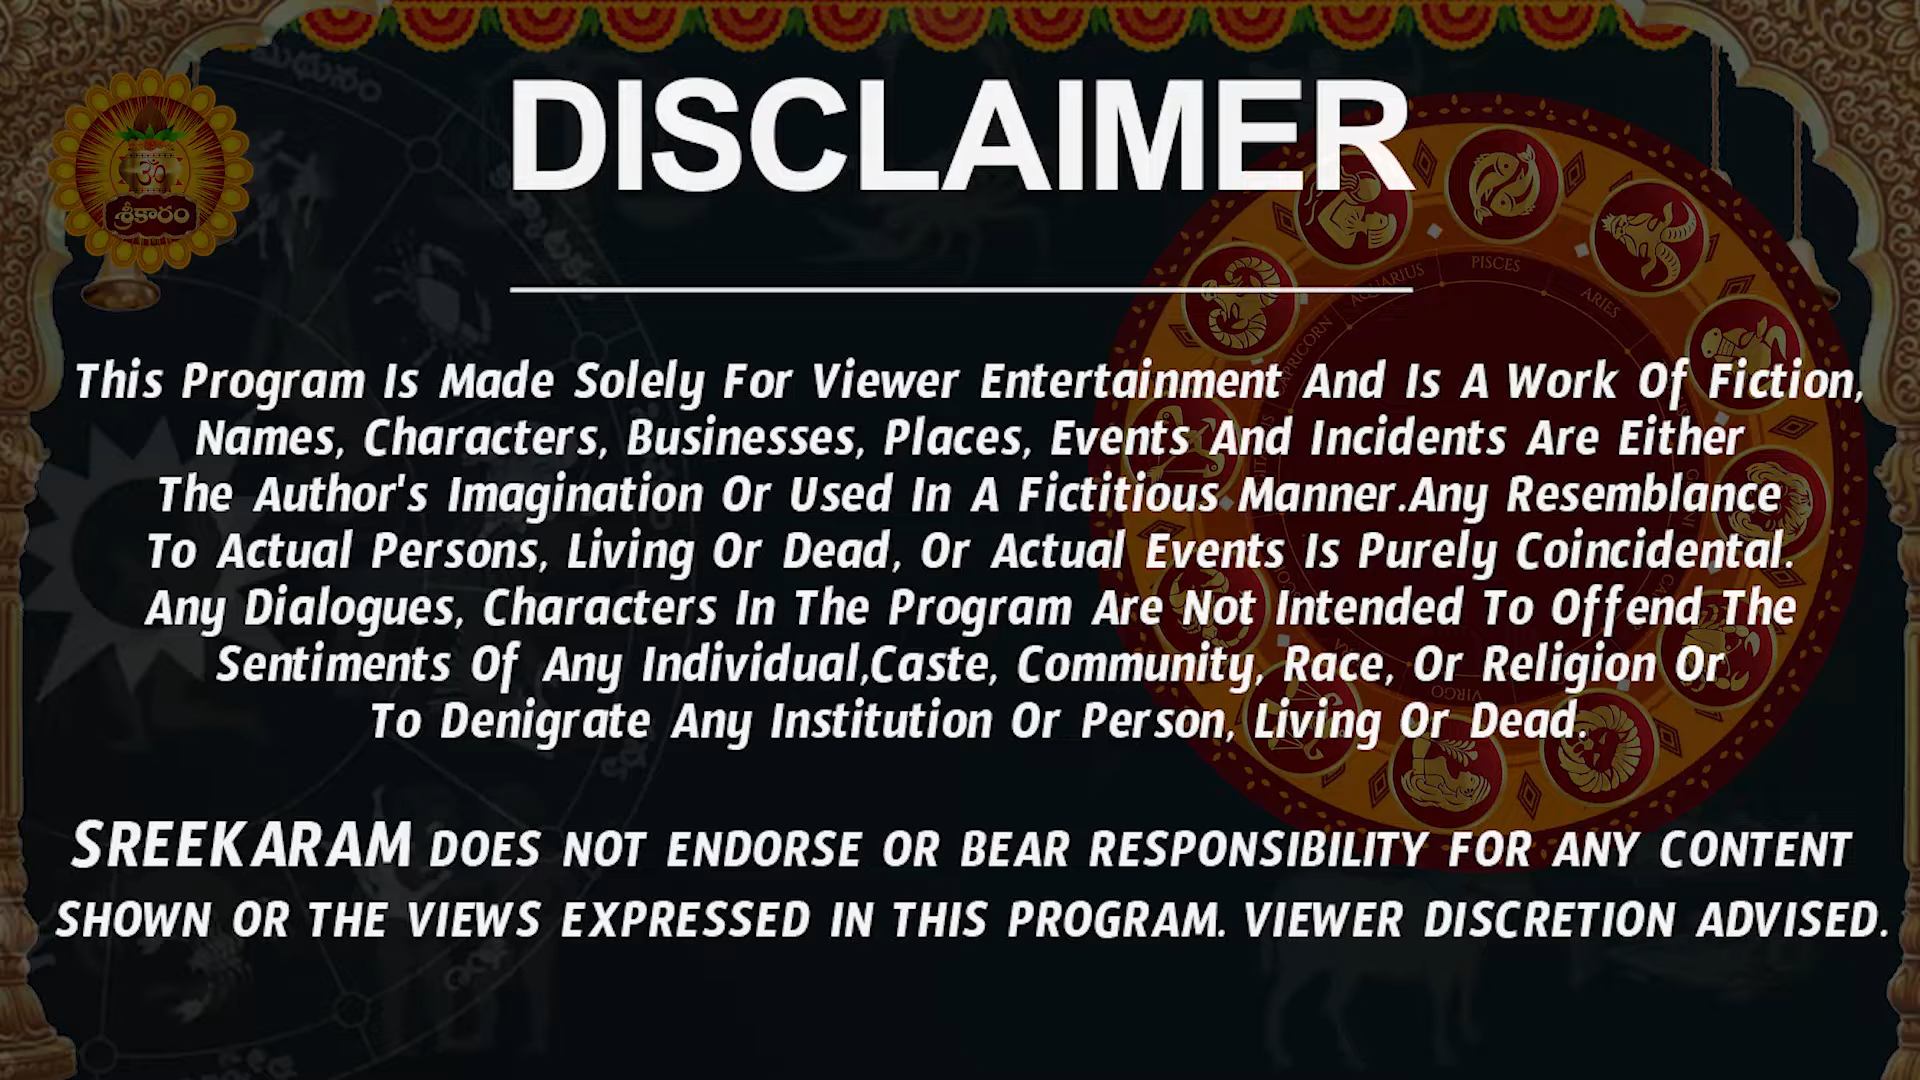 DISCLAIMER
శ్రీకారం
AQUARIUS
PISCES
ARIES
CAPRICORN
This Program Is Made Solely For Viewer Entertainment And Is A Work Of Fiction,
Names, Characters, Businesses, Places, Events And Incidents Are Either
The Author's Imagination Or Used In A Fictitious Manner.Any Resemblance
To Actual Persons, Living Or Dead, Or Actual Events Is Purely Coincidental.
Any Dialogues, Characters In The Program Are Not Intended To Offend The
Sentiments Of Any Individual,Caste, Community, Race, Or Religion Or
VIRGO
To Denigrate Any Institution Or Person, Living Or Dead.
SREEKARAM DOES NOT ENDORSE OR BEAR RESPONSIBILITY FOR ANY CONTENT
SHOWN OR THE VIEWS EXPRESSED IN THIS PROGRAM. VIEWER DISCRETION ADVISED.